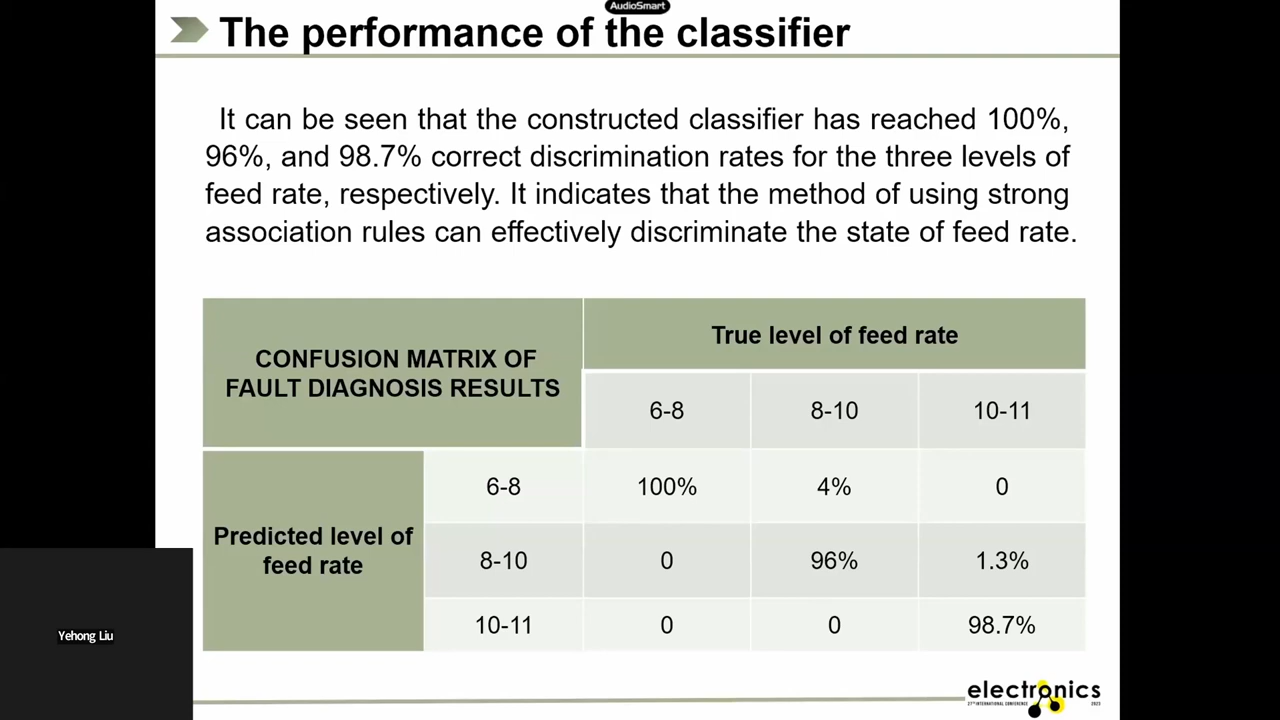 AudioSmart
The performance of the classifier
It can be seen that the constructed classifier has reached 100%,
96%, and 98.7% correct discrimination rates for the three levels of
feed rate, respectively. It indicates that the method of using strong
association rules can effectively discriminate the state of feed rate.
CONFUSION MATRIX OF
FAULT DIAGNOSIS RESULTS
True level of feed rate
6-8 8-10 10-11
Predicted level of
feed rate
6-8 100% 4% 0
8-10 0 96% 1.3%
10-11 0 0 98.7%
Yehong Liu
electronics
27TH INTERNATIONAL CONFERENCE 2023